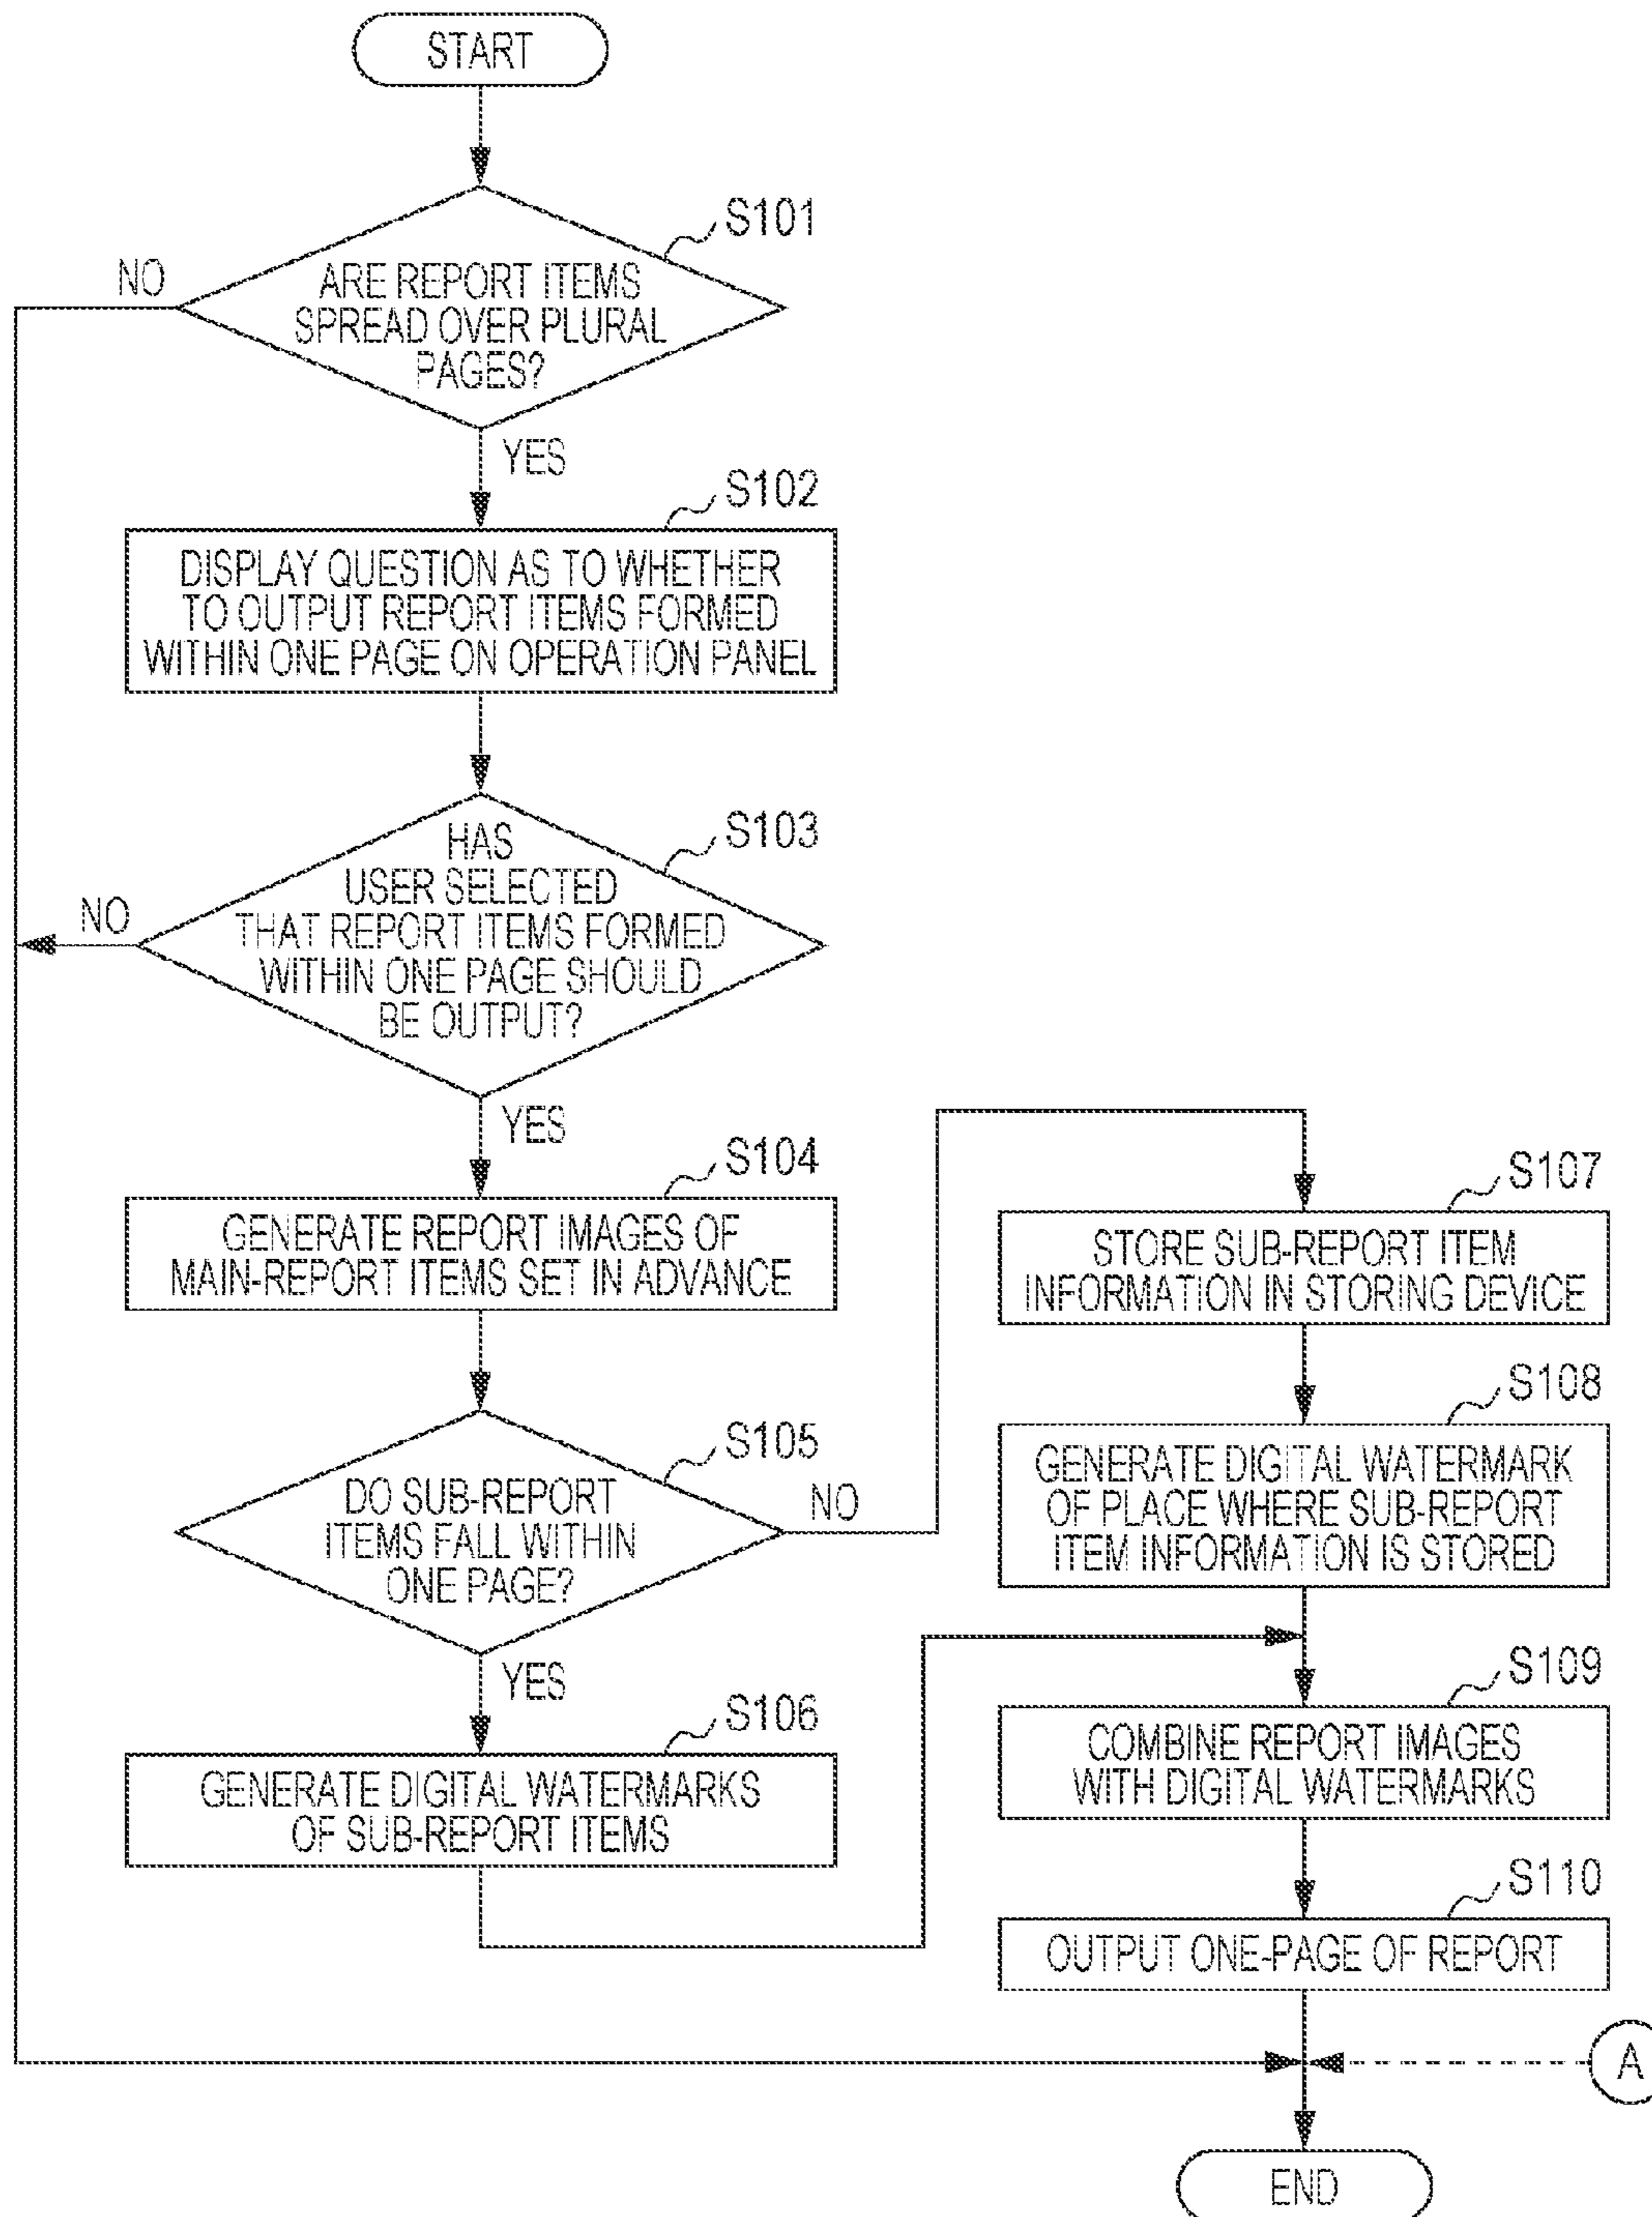 START
S101
NO
ARE REPORT ITEMS
SPREAD OVER PLURAL
PAGES?
YES
S102
DISPLAY QUESTION AS TO WHETHER
TO OUTPUT REPORT ITEMS FORMED
WITHIN ONE PAGE ON OPERATION PANEL
S103
HAS
USER SELECTED
THAT REPORT ITEMS FORMED
WITHIN ONE PAGE SHOULD
BE OUTPUT?
NO
YES
S104
GENERATE REPORT IMAGES OF
MAIN-REPORT ITEMS SET IN ADVANCE
S105
DO SUB-REPORT
ITEMS FALL WITHIN
ONE PAGE?
NO
YES
S106
GENERATE DIGITAL WATERMARKS
OF SUB-REPORT ITEMS
S107
STORE SUB-REPORT ITEM
INFORMATION IN STORING DEVICE
S108
GENERATE DIGITAL WATERMARK
OF PLACE WHERE SUB-REPORT
ITEM INFORMATION IS STORED
S109
COMBINE REPORT IMAGES
WITH DIGITAL WATERMARKS
S110
OUTPUT ONE-PAGE OF REPORT
A
END